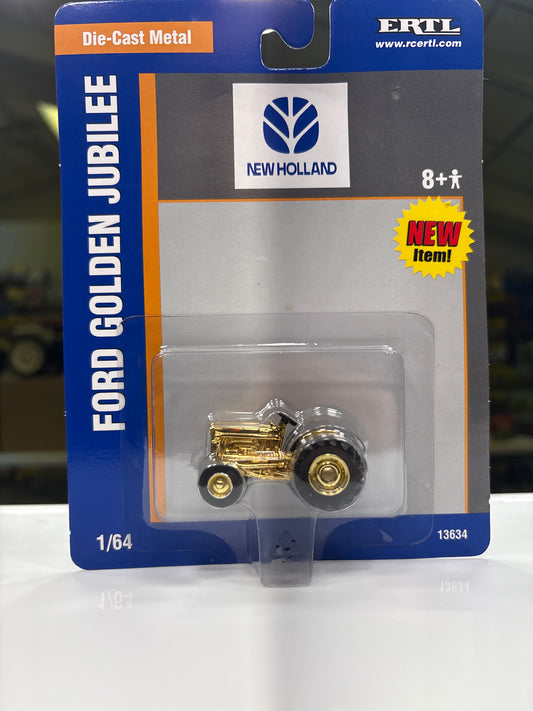 Die-Cast Metal
ERTL
www.rcertl.com
FORD GOLDEN JUBILEE
NEW HOLLAND
8+
NEW
Item!
1/64
13634